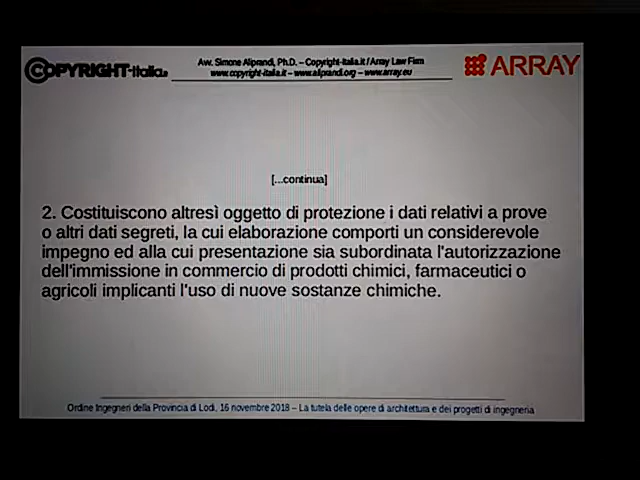 COPYRIGHT-Italia.it
Avv. Simone Aliprandi, Ph.D. – Copyright-Italia.it / Array Law Firm
www.copyright-italia.it – www.aliprandi.org – www.array.eu
ARRAY
[...continua]
2. Costituiscono altresì oggetto di protezione i dati relativi a prove
o altri dati segreti, la cui elaborazione comporti un considerevole
impegno ed alla cui presentazione sia subordinata l'autorizzazione
dell'immissione in commercio di prodotti chimici, farmaceutici o
agricoli implicanti l'uso di nuove sostanze chimiche.
Ordine Ingegneri della Provincia di Lodi, 16 novembre 2018 – La tutela delle opere di architettura e dei progetti di ingegneria